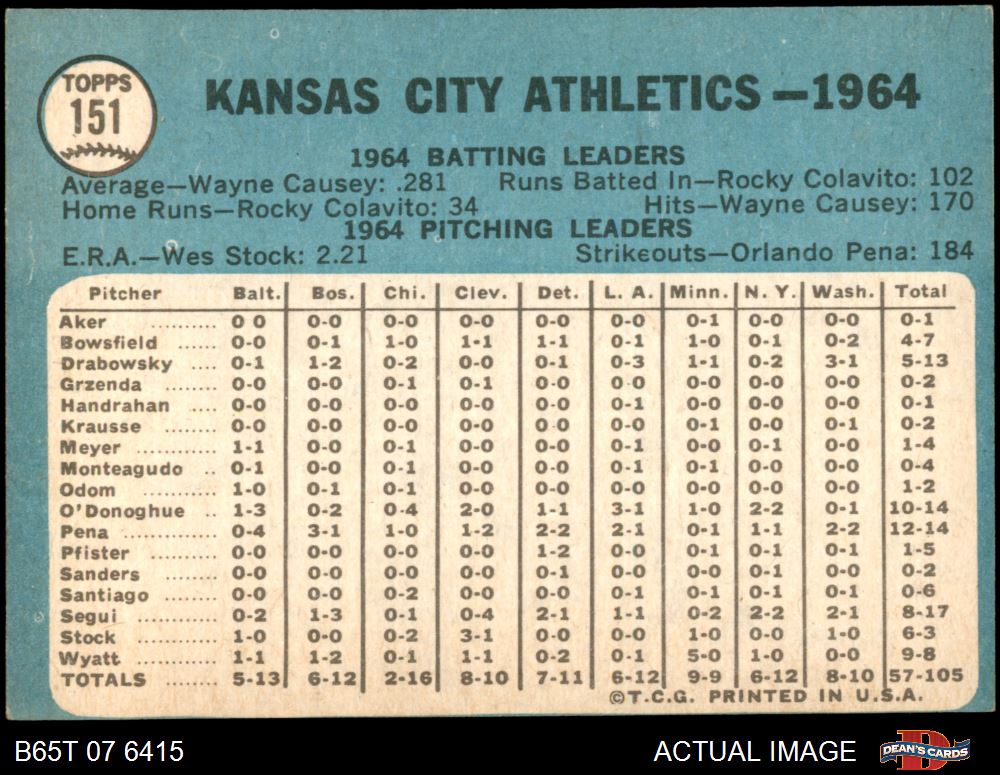 TOPPS
151
KANSAS CITY ATHLETICS—1964
1964 BATTING LEADERS
Average—Wayne Causey: .281 Runs Batted In—Rocky Colavito: 102
Home Runs—Rocky Colavito: 34 Hits—Wayne Causey: 170
1964 PITCHING LEADERS
E.R.A.—Wes Stock: 2.21 Strikeouts—Orlando Pena: 184
Pitcher Balt. Bos. Chi. Clev. Det. L. A. Minn. N. Y. Wash. Total
Aker .......... 0 0 0-0 0-0 0-0 0-0 0-0 0-1 0-0 0-0 0-1
Bowsfield ...... 0-0 0-1 1-0 1-1 1-1 0-1 1-0 0-1 0-2 4-7
Drabowsky .... 0-1 1-2 0-2 0-0 0-1 0-3 1-1 0-2 3-1 5-13
Grzenda ........ 0-0 0-0 0-1 0-1 0-0 0-0 0-0 0-0 0-0 0-2
Handrahan .... 0-0 0-0 0-0 0-0 0-0 0-1 0-0 0-0 0-0 0-1
Krausse ........ 0-0 0-0 0-0 0-0 0-0 0-0 0-1 0-0 0-1 0-2
Meyer .......... 1-1 0-0 0-1 0-0 0-0 0-1 0-0 0-1 0-0 1-4
Monteagudo .. 0-1 0-0 0-1 0-0 0-0 0-1 0-1 0-0 0-0 0-4
Odom ........... 1-0 0-1 0-1 0-0 0-0 0-0 0-0 0-0 0-0 1-2
O'Donoghue .. 1-3 0-2 0-4 2-0 1-1 3-1 1-0 2-2 0-1 10-14
Pena ........... 0-4 3-1 1-0 1-2 2-2 2-1 0-1 1-1 2-2 12-14
Pfister ......... 0-0 0-0 0-0 0-0 1-2 0-0 0-1 0-1 0-1 1-5
Sanders ........ 0-0 0-0 0-0 0-0 0-1 0-0 0-0 0-1 0-0 0-2
Santiago ....... 0-0 0-0 0-2 0-0 0-0 0-1 0-1 0-1 0-1 0-6
Segui ........... 0-2 1-3 0-1 0-4 2-1 1-1 0-2 2-2 2-1 8-17
Stock ........... 1-0 0-0 0-2 3-1 0-0 0-0 1-0 0-0 1-0 6-3
Wyatt ........... 1-1 1-2 0-1 1-1 0-2 0-1 5-0 1-0 0-0 9-8
TOTALS ........ 5-13 6-12 2-16 8-10 7-11 6-12 9-9 6-12 8-10 57-105
©T.C.G. PRINTED IN U.S.A.
B65T 07 6415 ACTUAL IMAGE DEAN'S CARDS